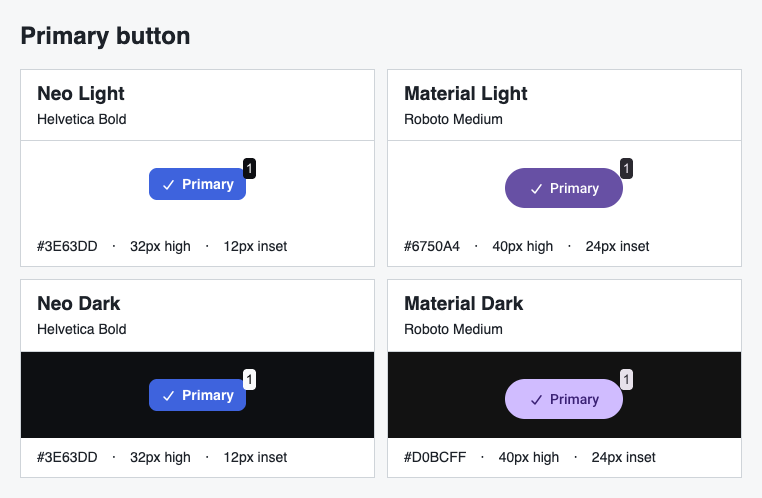 Primary button
Neo Light
Helvetica Bold
1
Primary
#3E63DD · 32px high · 12px inset
Material Light
Roboto Medium
1
Primary
#6750A4 · 40px high · 24px inset
Neo Dark
Helvetica Bold
1
Primary
#3E63DD · 32px high · 12px inset
Material Dark
Roboto Medium
1
Primary
#D0BCFF · 40px high · 24px inset